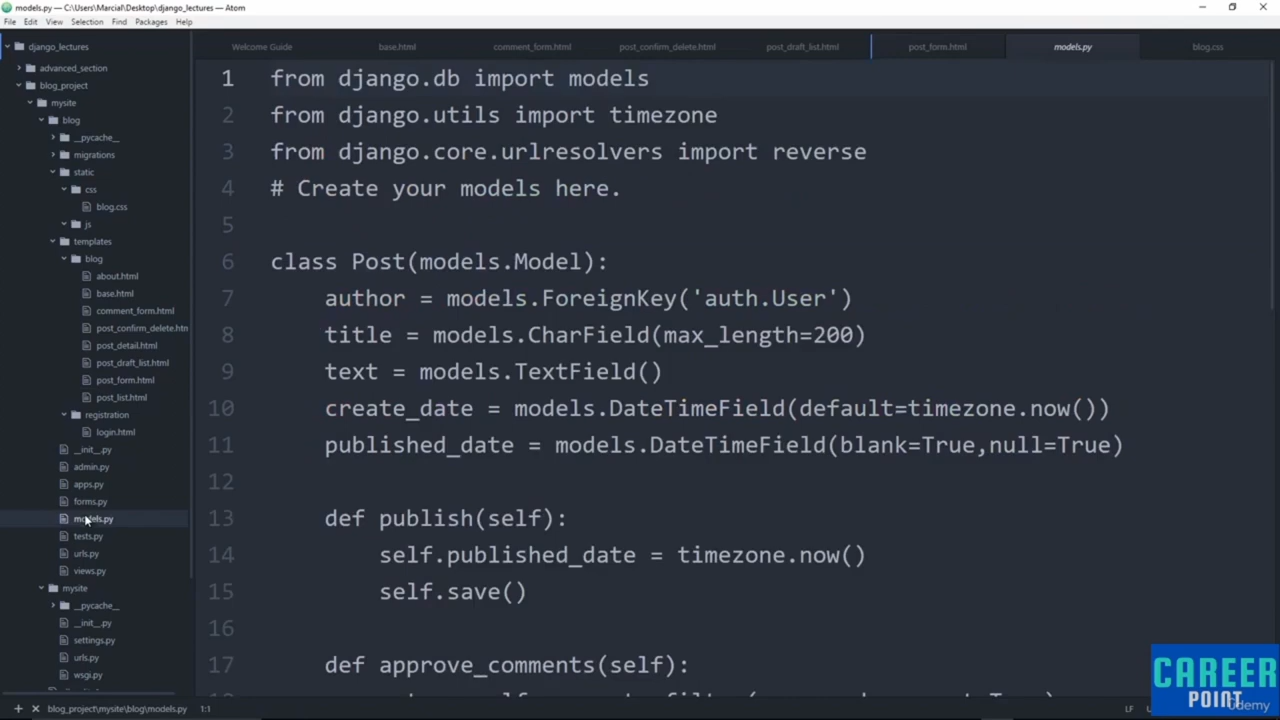 models.py — C:\Users\Marcial\Desktop\django_lectures — Atom
File Edit View Selection Find Packages Help
django_lectures
advanced_section
blog_project
mysite
blog
__pycache__
migrations
static
css
blog.css
js
templates
blog
about.html
base.html
comment_form.html
post_confirm_delete.htm
post_detail.html
post_draft_list.html
post_form.html
post_list.html
registration
login.html
__init__.py
admin.py
apps.py
forms.py
models.py
tests.py
urls.py
views.py
mysite
__pycache__
__init__.py
settings.py
urls.py
wsgi.py
Welcome Guide base.html comment_form.html post_confirm_delete.html post_draft_list.html post_form.html models.py blog.css
1 from django.db import models
2 from django.utils import timezone
3 from django.core.urlresolvers import reverse
4 # Create your models here.
5
6 class Post(models.Model):
7 author = models.ForeignKey('auth.User')
8 title = models.CharField(max_length=200)
9 text = models.TextField()
10 create_date = models.DateTimeField(default=timezone.now())
11 published_date = models.DateTimeField(blank=True,null=True)
12
13 def publish(self):
14 self.published_date = timezone.now()
15 self.save()
16
17 def approve_comments(self):
blog_project\mysite\blog\models.py 1:1 LF
CAREER
POINT
Udemy